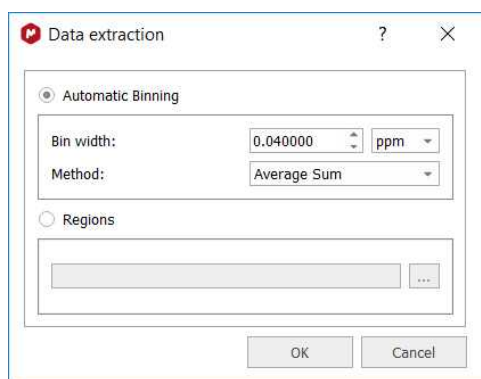 Data extraction ?
Automatic Binning
Bin width: 0.040000 ppm
Method: Average Sum
Regions
...
OK Cancel